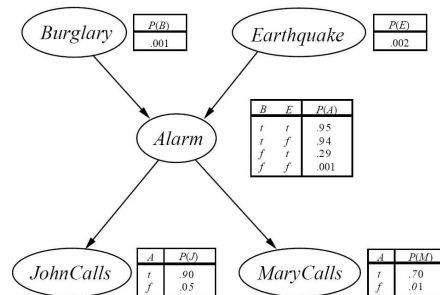 Burglary
P(B)
.001
Earthquake
P(E)
.002
Alarm
B E P(A)
t t .95
t f .94
f t .29
f f .001
JohnCalls
A P(J)
t .90
f .05
MaryCalls
A P(M)
t .70
f .01